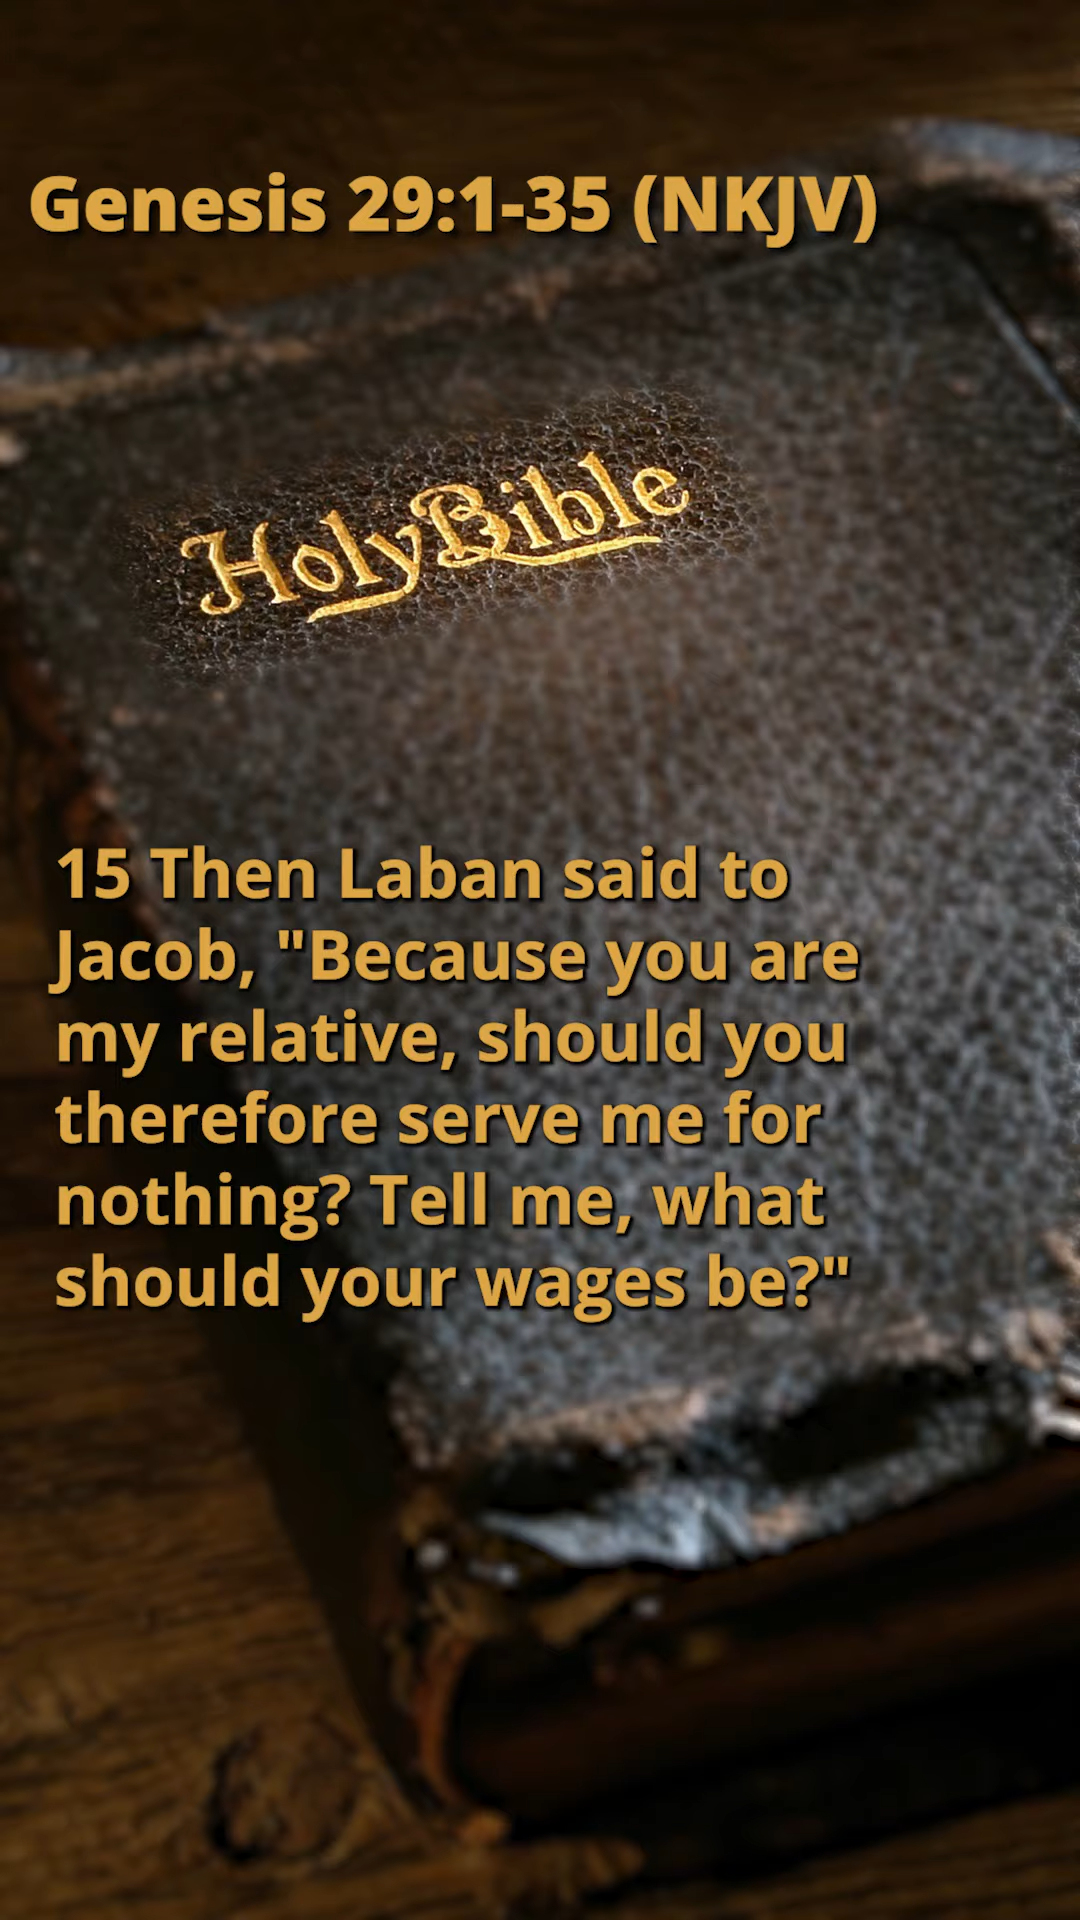 Genesis 29:1-35 (NKJV)
HolyBible
15 Then Laban said to
Jacob, "Because you are
my relative, should you
therefore serve me for
nothing? Tell me, what
should your wages be?"